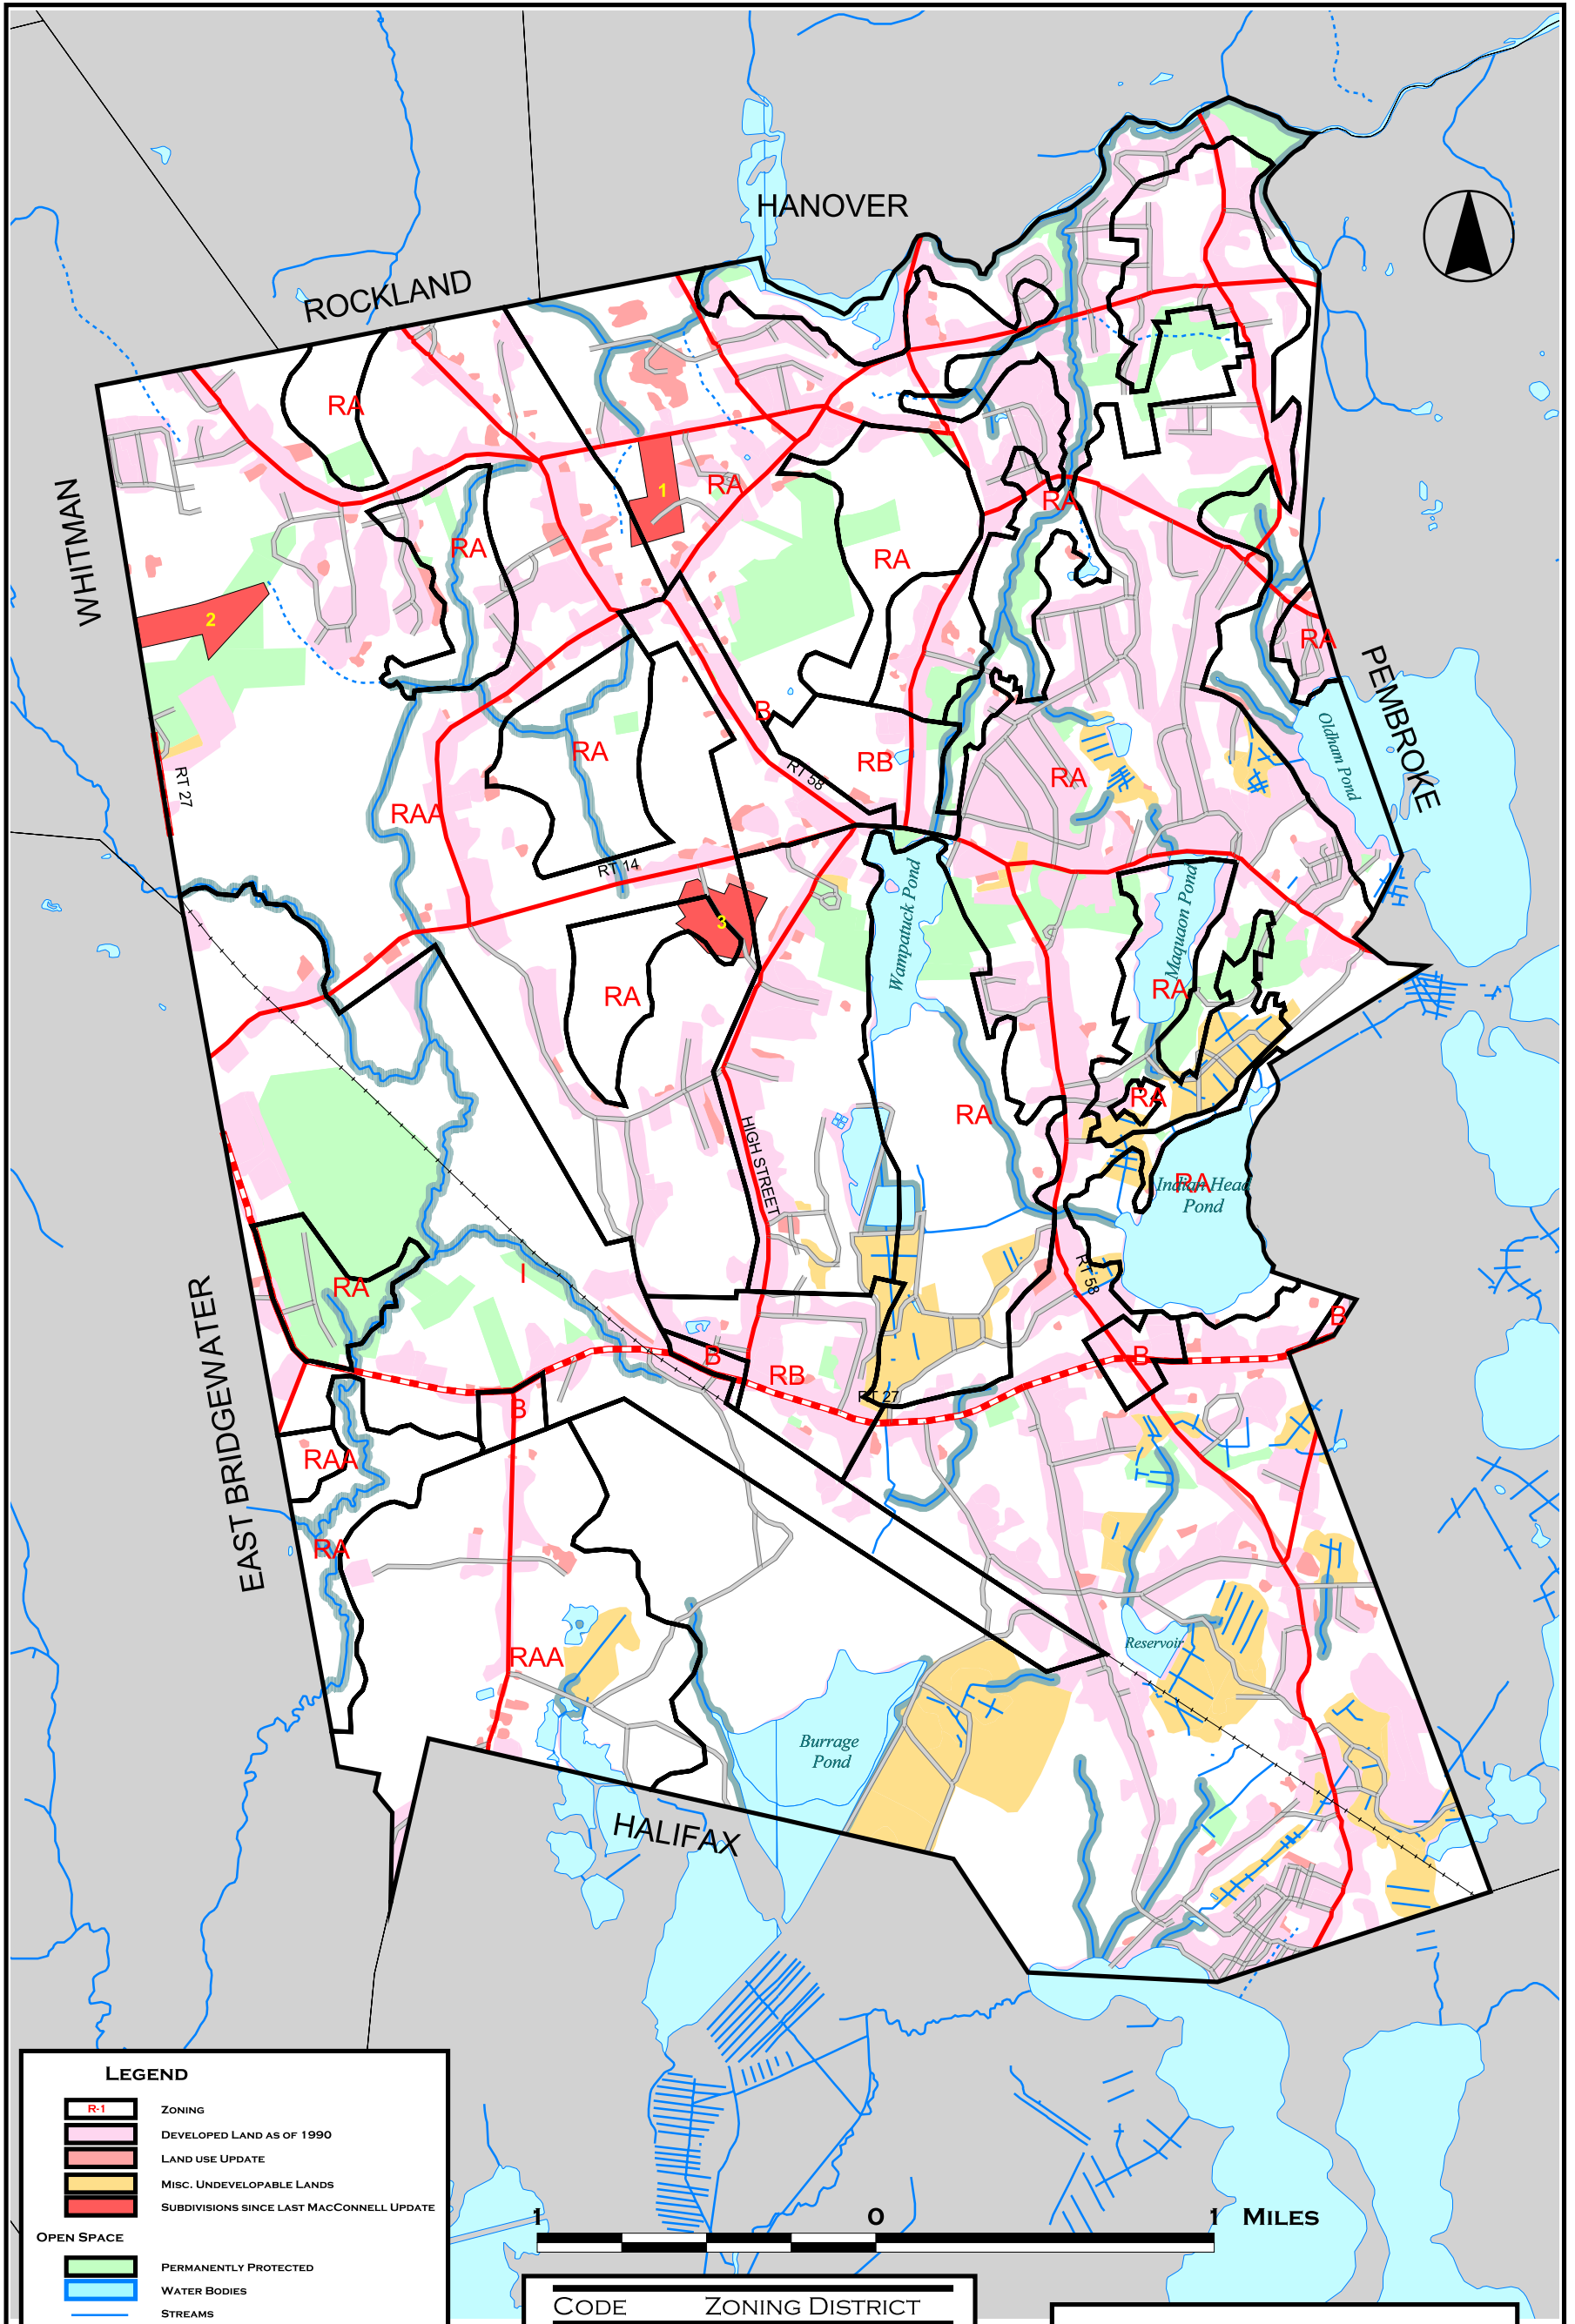 HANOVER
ROCKLAND
RA
WHITMAN
1
RA
RA
RA
RA
2
RA
PEMBROKE
B
Oldham Pond
RA
RB
RT 58
RA
RT 27
RAA
RT 14
Wampatuck Pond
Maquaon Pond
3
RA
RA
RA
RA
HIGH STREET
RA
Indian Head
Pond
EAST BRIDGEWATER
I
RA
RT 58
B
B
B
RB
RT 27
B
RAA
RA
RAA
Reservoir
Burrage
Pond
HALIFAX
LEGEND
R-1 ZONING
DEVELOPED LAND AS OF 1990
LAND USE UPDATE
MISC. UNDEVELOPABLE LANDS
SUBDIVISIONS SINCE LAST MACCONNELL UPDATE
OPEN SPACE
PERMANENTLY PROTECTED
WATER BODIES
STREAMS
1 0 1 MILES
CODE ZONING DISTRICT